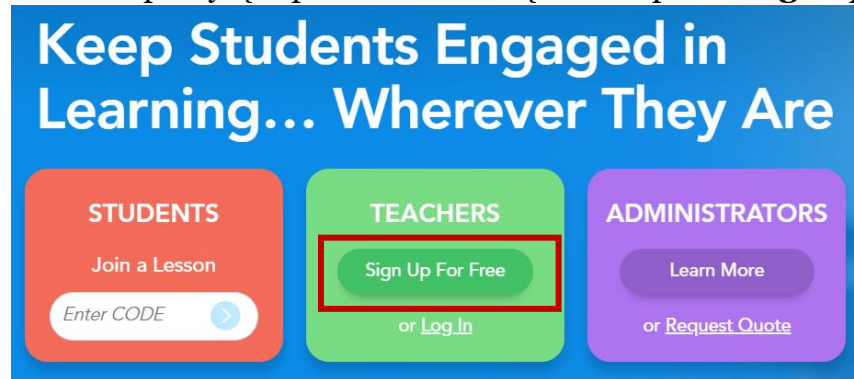 Keep Students Engaged in
Learning... Wherever They Are
STUDENTS
Join a Lesson
Enter CODE
TEACHERS
Sign Up For Free
or Log In
ADMINISTRATORS
Learn More
or Request Quote